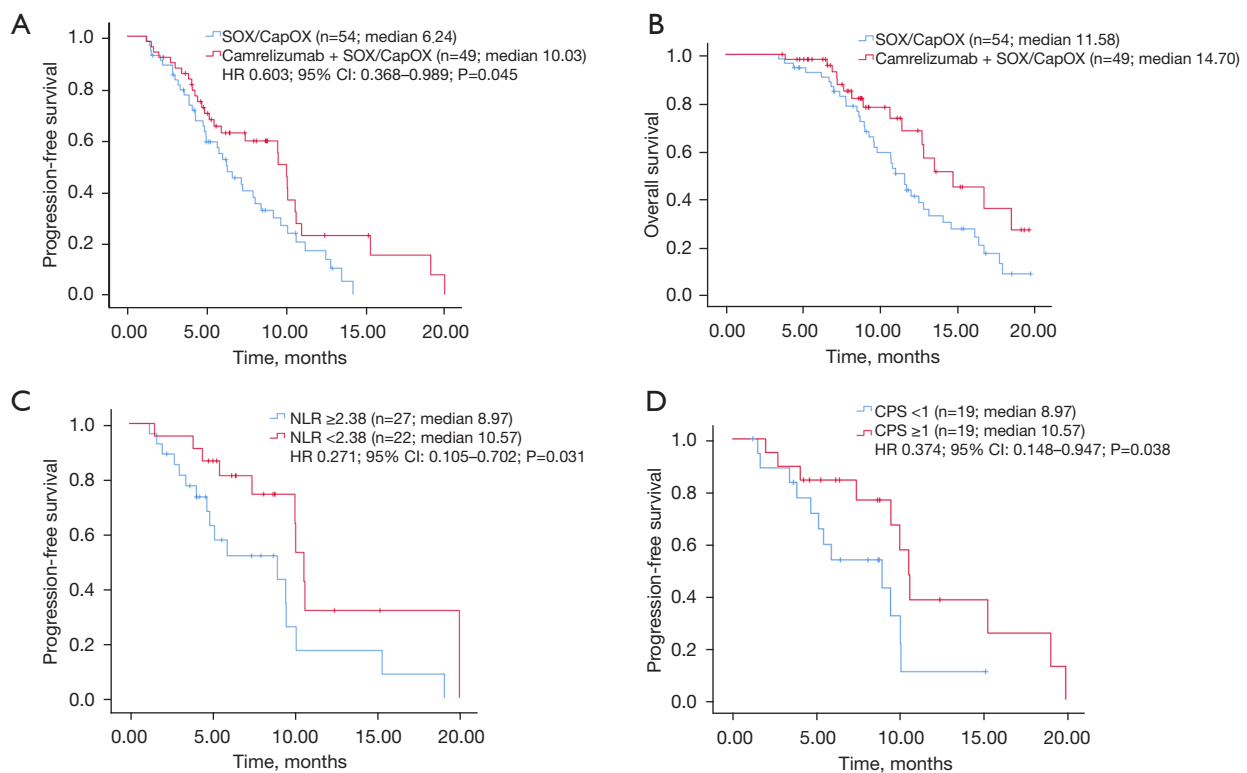 A
SOX/CapOX (n=54; median 6.24)
Camrelizumab + SOX/CapOX (n=49; median 10.03)
HR 0.603; 95% CI: 0.368–0.989; P=0.045
Progression-free survival
1.0
0.8
0.6
0.4
0.2
0.0
0.00 5.00 10.00 15.00 20.00
Time, months
B
SOX/CapOX (n=54; median 11.58)
Camrelizumab + SOX/CapOX (n=49; median 14.70)
Overall survival
1.0
0.8
0.6
0.4
0.2
0.0
0.00 5.00 10.00 15.00 20.00
Time, months
C
NLR ≥2.38 (n=27; median 8.97)
NLR <2.38 (n=22; median 10.57)
HR 0.271; 95% CI: 0.105–0.702; P=0.031
Progression-free survival
1.0
0.8
0.6
0.4
0.2
0.0
0.00 5.00 10.00 15.00 20.00
Time, months
D
CPS <1 (n=19; median 8.97)
CPS ≥1 (n=19; median 10.57)
HR 0.374; 95% CI: 0.148–0.947; P=0.038
Progression-free survival
1.0
0.8
0.6
0.4
0.2
0.0
0.00 5.00 10.00 15.00 20.00
Time, months